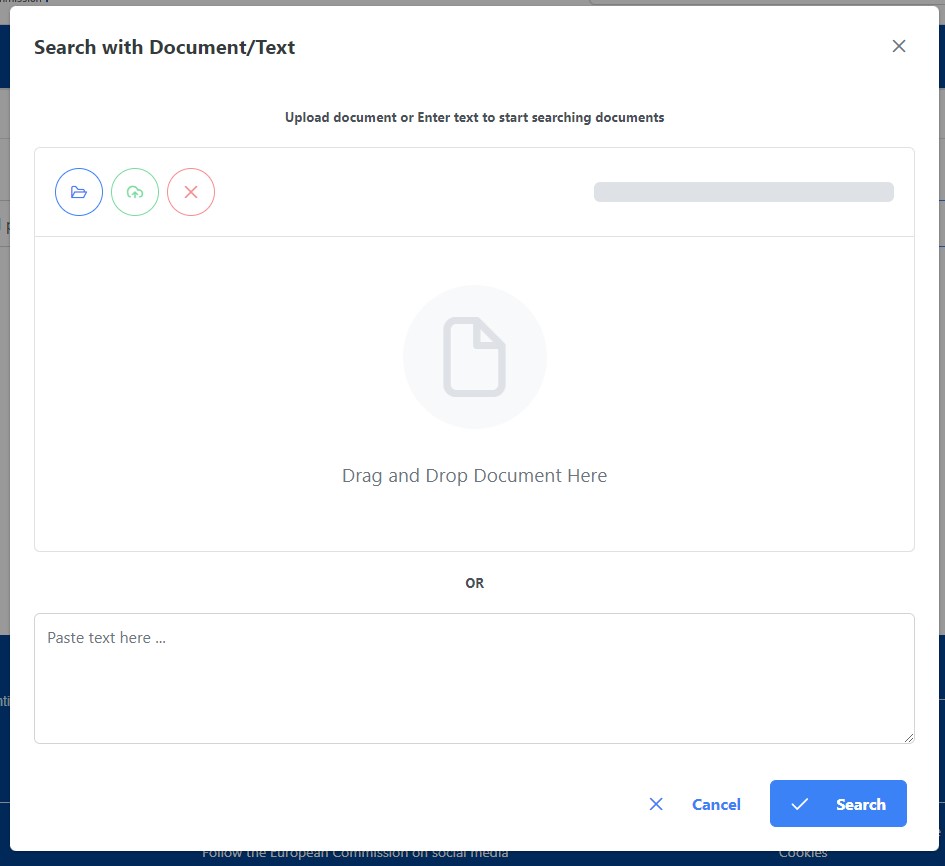 Search with Document/Text
Upload document or Enter text to start searching documents
Drag and Drop Document Here
OR
Paste text here ...
Cancel
Search
Follow the European Commission on social media
Cookies